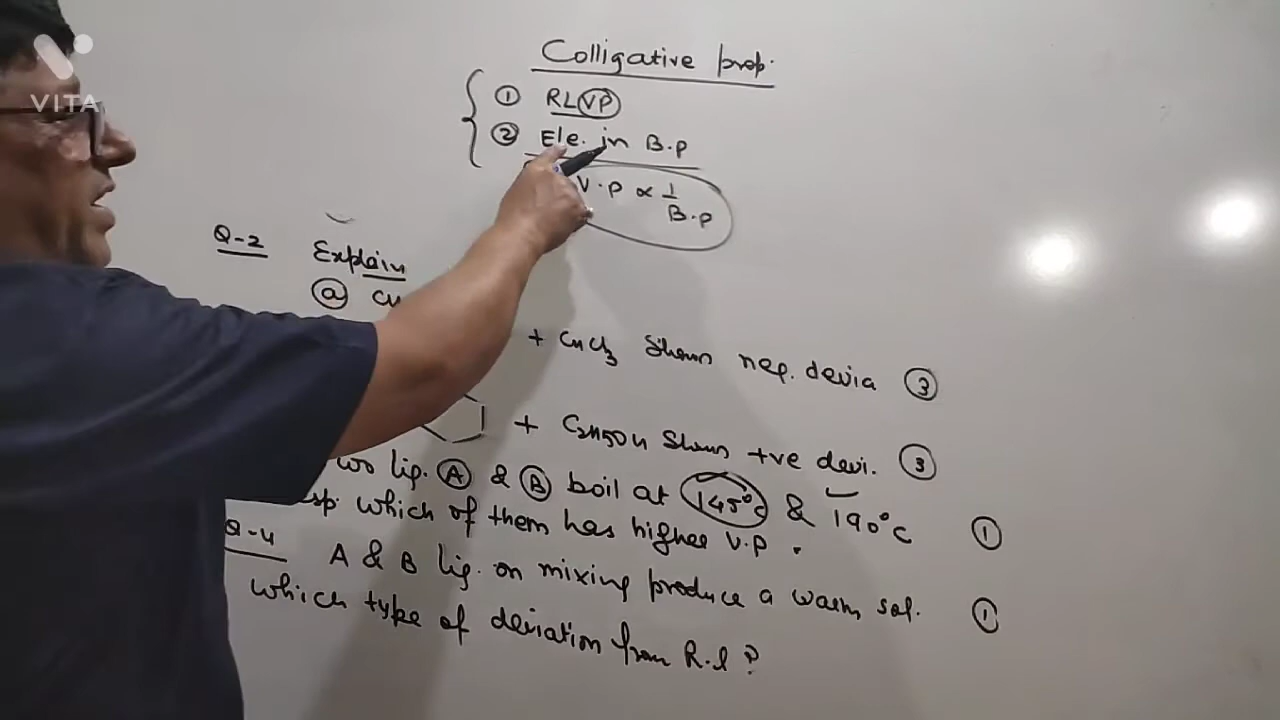 VITA
Colligative prop.
① RLVP
② Ele. in B.p
V.p ∝ 1/B.p
Q-2 Explain
ⓐ
+ CHCl3 Shows neg. devia ③
+ C2H5OH Shows +ve devi. ③
liq. Ⓐ & Ⓑ boil at 145°C & 190°C ①
which of them has higher V.P.
Q-4 A & B liq. on mixing produce a warm sol. ①
which type of deviation from R.l ?